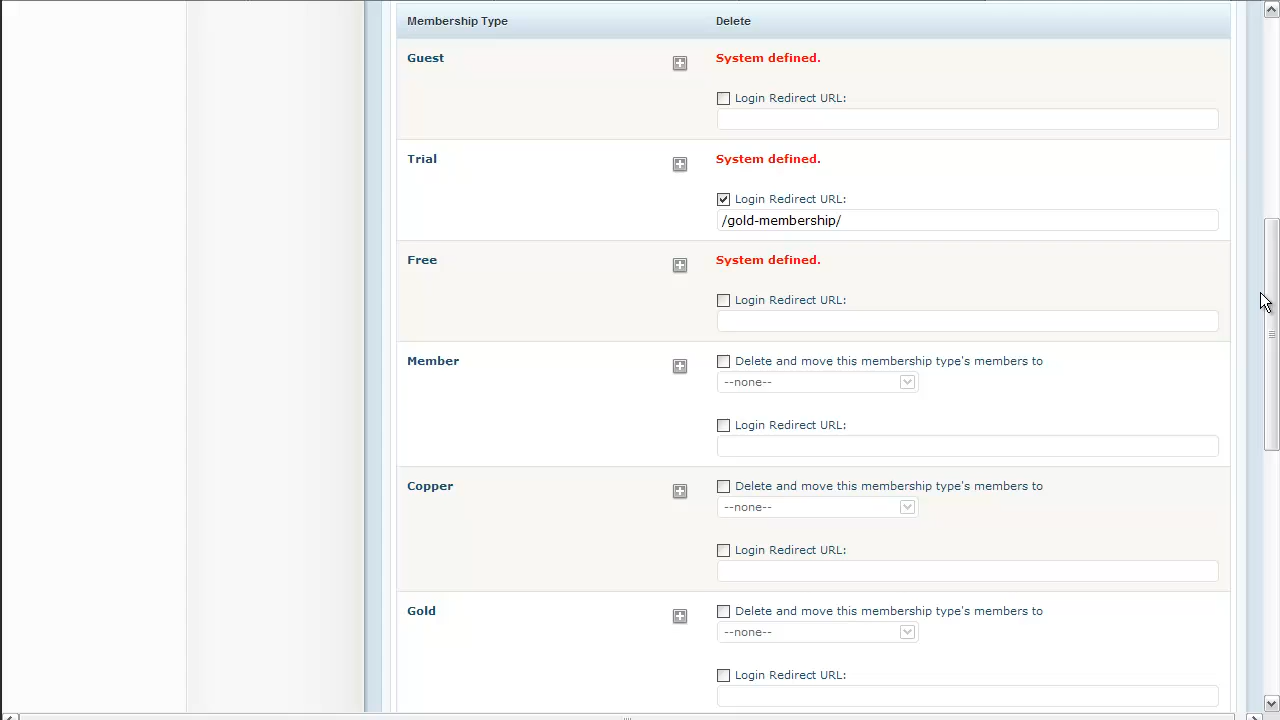 Membership Type Delete
Guest System defined.
Login Redirect URL:
Trial System defined.
Login Redirect URL:
/gold-membership/
Free System defined.
Login Redirect URL:
Member Delete and move this membership type's members to
--none--
Login Redirect URL:
Copper Delete and move this membership type's members to
--none--
Login Redirect URL:
Gold Delete and move this membership type's members to
--none--
Login Redirect URL: